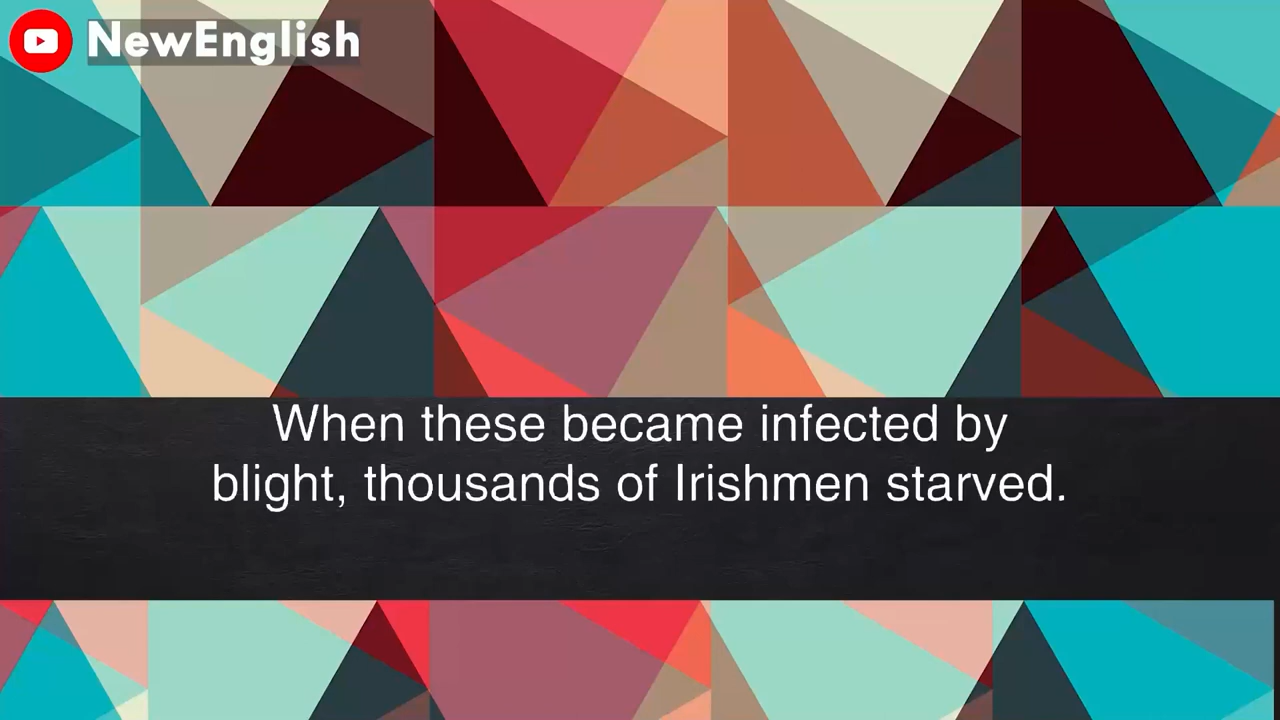 NewEnglish
When these became infected by
blight, thousands of Irishmen starved.